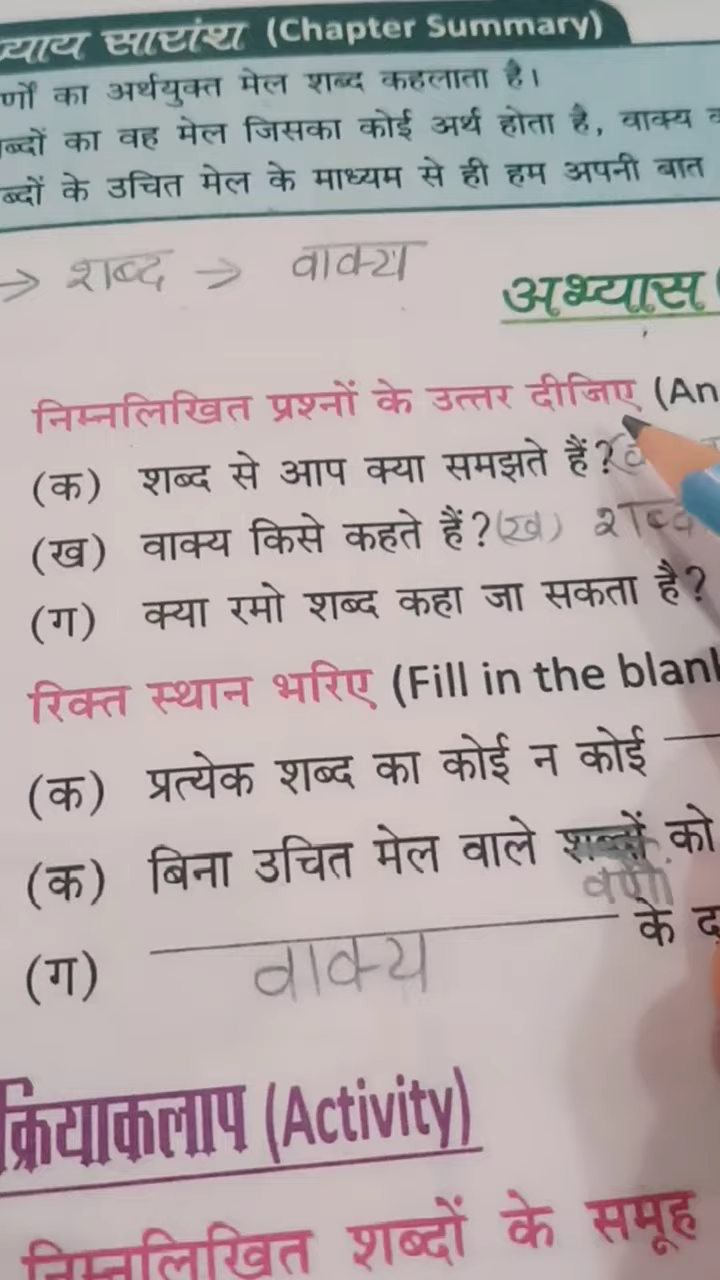 याय सारांश (Chapter Summary)
र्णों का अर्थयुक्त मेल शब्द कहलाता है।
ब्दों का वह मेल जिसका कोई अर्थ होता है, वाक्य
ब्दों के उचित मेल के माध्यम से ही हम अपनी बात
→ शब्द → वाक्य
अभ्यास (
निम्नलिखित प्रश्नों के उत्तर दीजिए (An
(क) शब्द से आप क्या समझते हैं?
(ख) वाक्य किसे कहते हैं? (ख) शब्द
(ग) क्या रमो शब्द कहा जा सकता है?
रिक्त स्थान भरिए (Fill in the blan
(क) प्रत्येक शब्द का कोई न कोई
(क) बिना उचित मेल वाले शब्दों को
वर्णो
(ग) वाक्य के द
क्रियाकलाप (Activity)
निम्नलिखित शब्दों के समूह